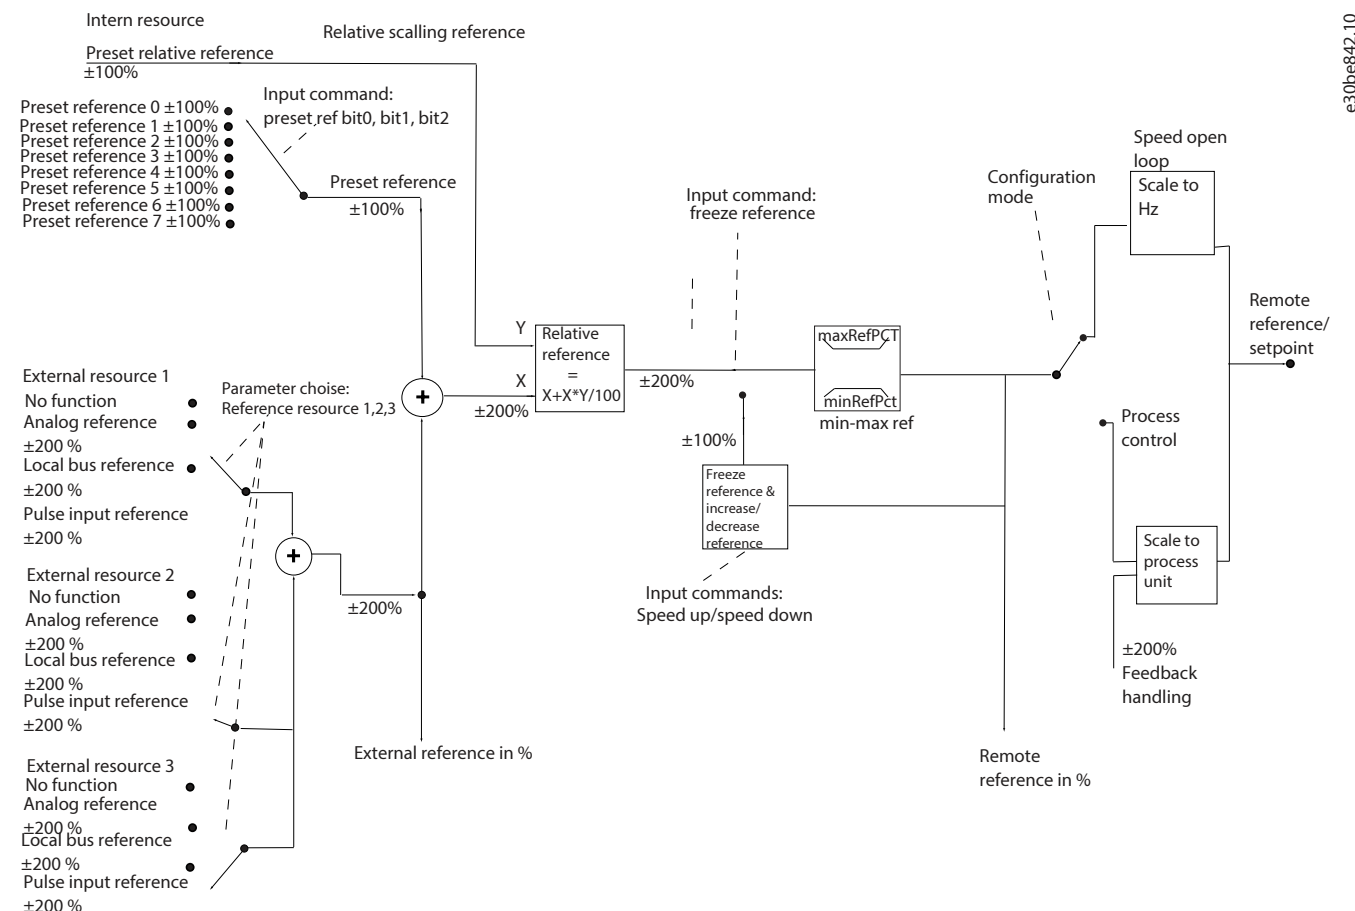 Intern resource
Relative scalling reference
Preset relative reference
±100%
Input command:
preset ref bit0, bit1, bit2
Preset reference 0 ±100%
Preset reference 1 ±100%
Preset reference 2 ±100%
Preset reference 3 ±100%
Preset reference 4 ±100%
Preset reference 5 ±100%
Preset reference 6 ±100%
Preset reference 7 ±100%
Preset reference
±100%
Input command:
freeze reference
Configuration
mode
Speed open
loop
Scale to
Hz
Remote
reference/
setpoint
Y
X
±200%
Relative
reference
=
X+X*Y/100
±200%
maxRefPCT
minRefPct
min-max ref
±100%
Freeze
reference &
increase/
decrease
reference
Input commands:
Speed up/speed down
Process
control
Scale to
process
unit
±200%
Feedback
handling
Remote
reference in %
External resource 1
No function
Analog reference
±200 %
Local bus reference
±200 %
Pulse input reference
±200 %
Parameter choise:
Reference resource 1,2,3
+
+
±200%
External reference in %
External resource 2
No function
Analog reference
±200 %
Local bus reference
±200 %
Pulse input reference
±200 %
External resource 3
No function
Analog reference
±200 %
Local bus reference
±200 %
Pulse input reference
±200 %
e30be842.10